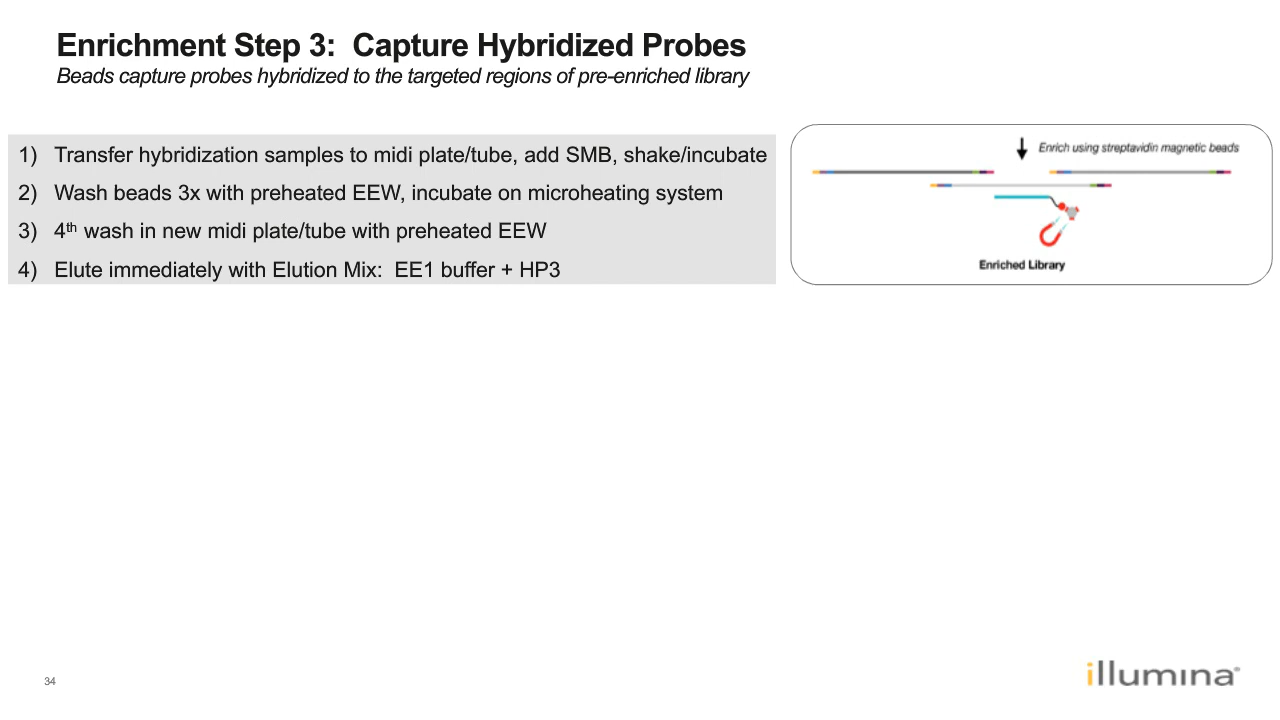 Enrichment Step 3: Capture Hybridized Probes
Beads capture probes hybridized to the targeted regions of pre-enriched library
1) Transfer hybridization samples to midi plate/tube, add SMB, shake/incubate
2) Wash beads 3x with preheated EEW, incubate on microheating system
3) 4th wash in new midi plate/tube with preheated EEW
4) Elute immediately with Elution Mix: EE1 buffer + HP3
Enrich using streptavidin magnetic beads
Enriched Library
34
illumina®